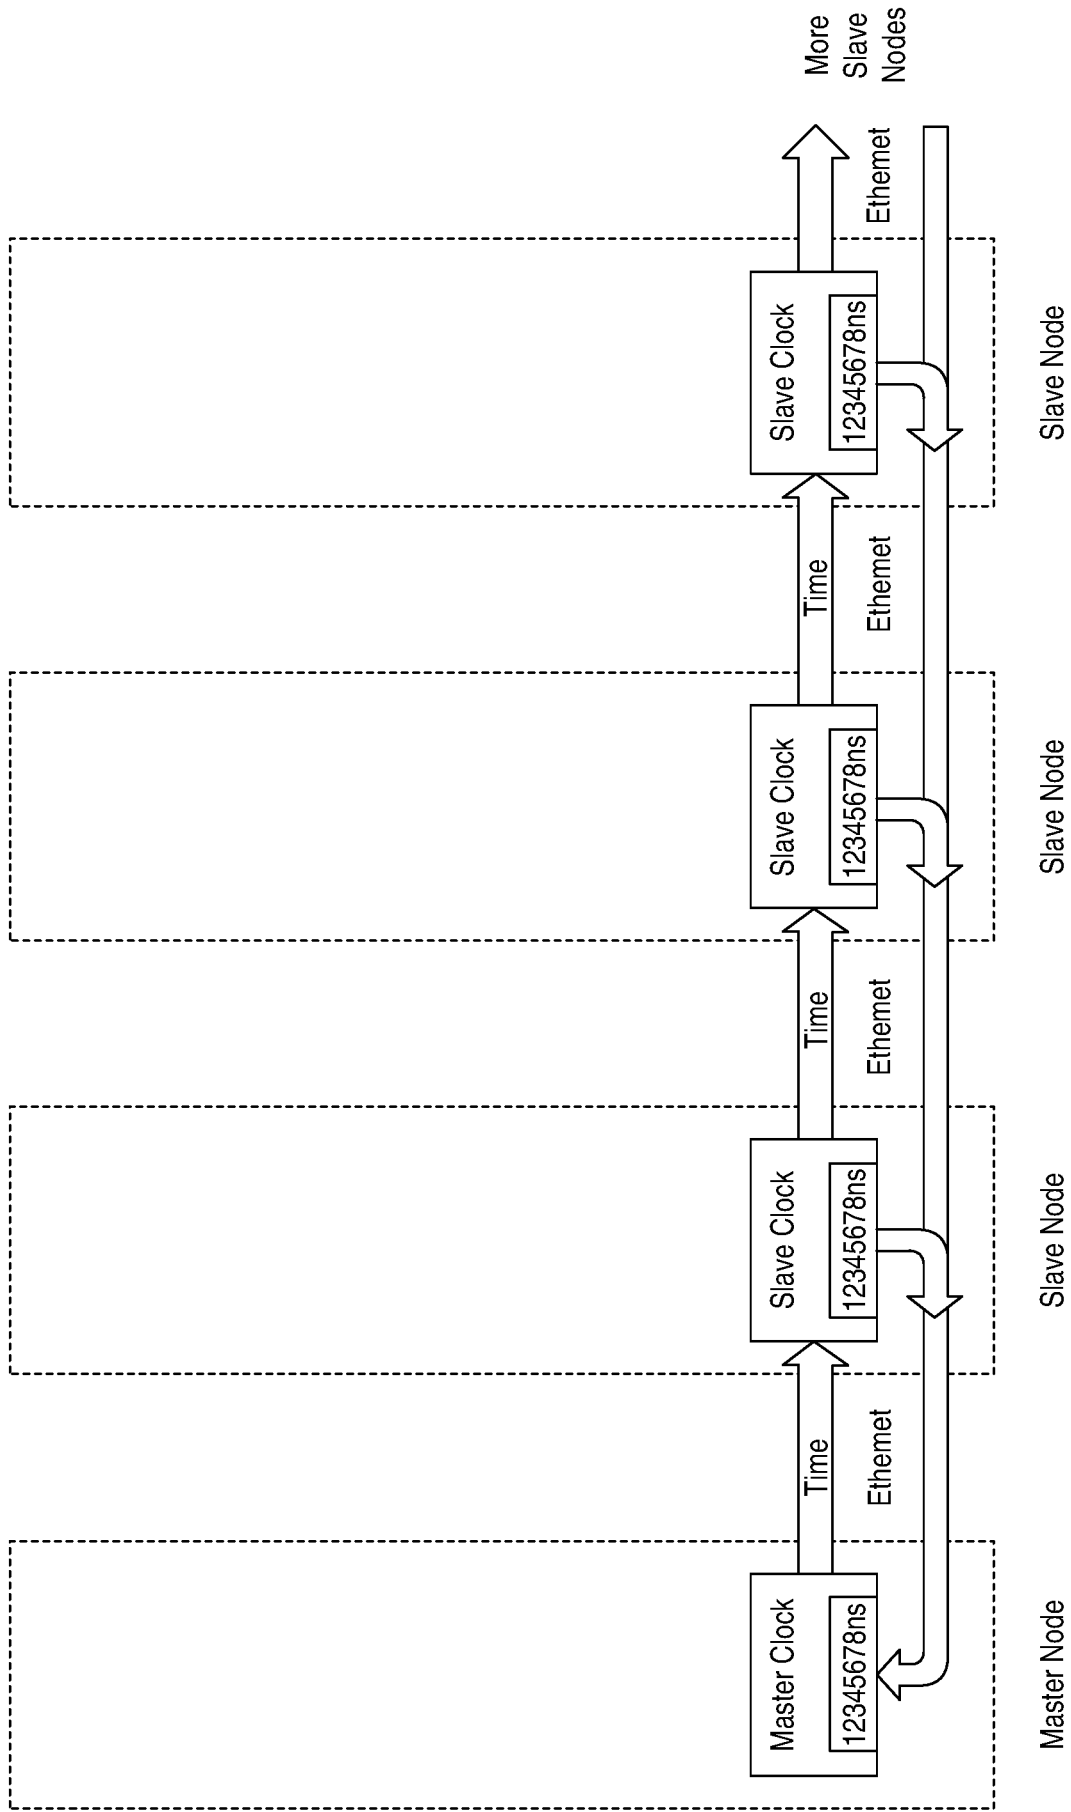 Master Clock
12345678ns
Time
Ethemet
Slave Clock
12345678ns
Time
Ethemet
Slave Clock
12345678ns
Time
Ethemet
Slave Clock
12345678ns
Ethemet
More
Slave
Nodes
Master Node
Slave Node
Slave Node
Slave Node